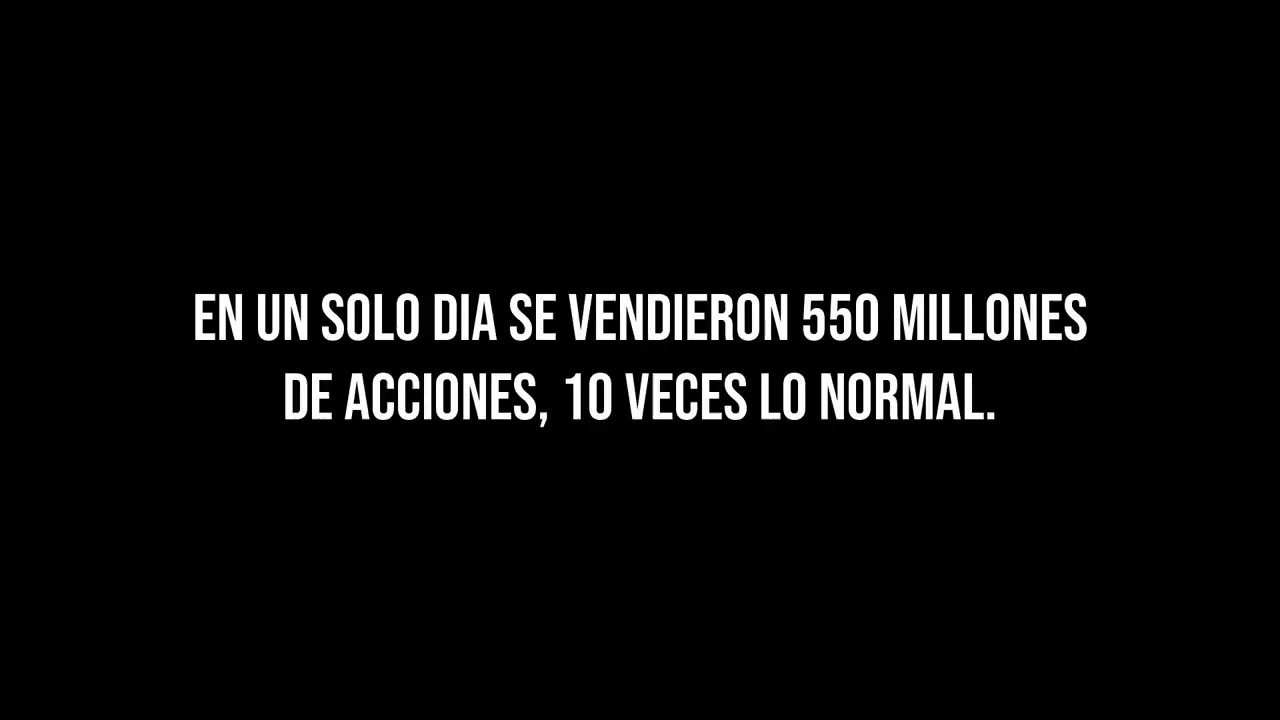 EN UN SOLO DIA SE VENDIERON 550 MILLONES
DE ACCIONES, 10 VECES LO NORMAL.